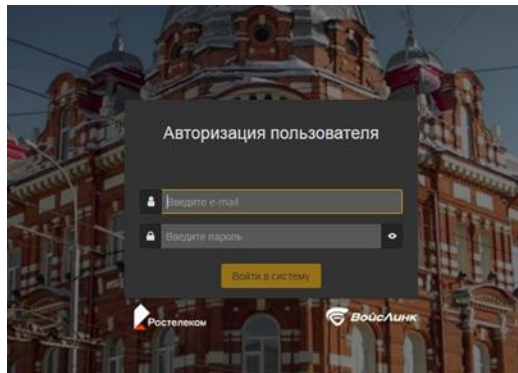 Авторизация пользователя
Введите e-mail
Введите пароль
Войти в систему
Ростелеком
ВойсЛинк